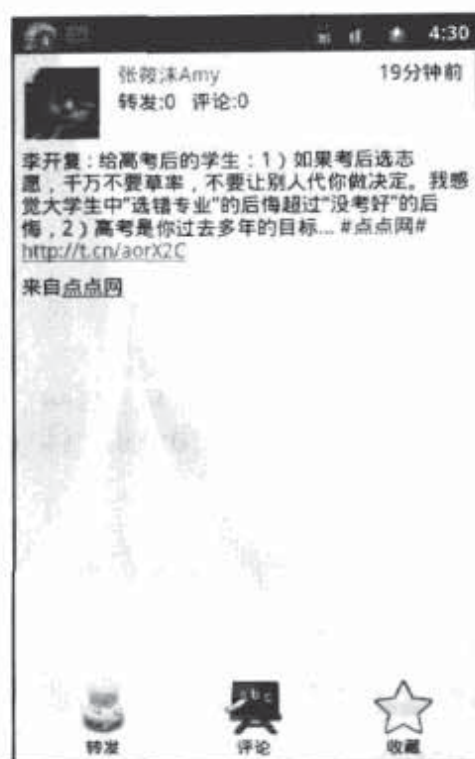 4:30
张筱沫Amy 19分钟前
转发:0 评论:0
李开复:给高考后的学生:1)如果考后选志
愿,千万不要草率,不要让别人代你做决定。我感
觉大学生中"选错专业"的后悔超过"没考好"的后
悔,2)高考是你过去多年的目标... #点点网#
http://t.cn/aorX2C
来自点点网
abc
转发 评论 收藏